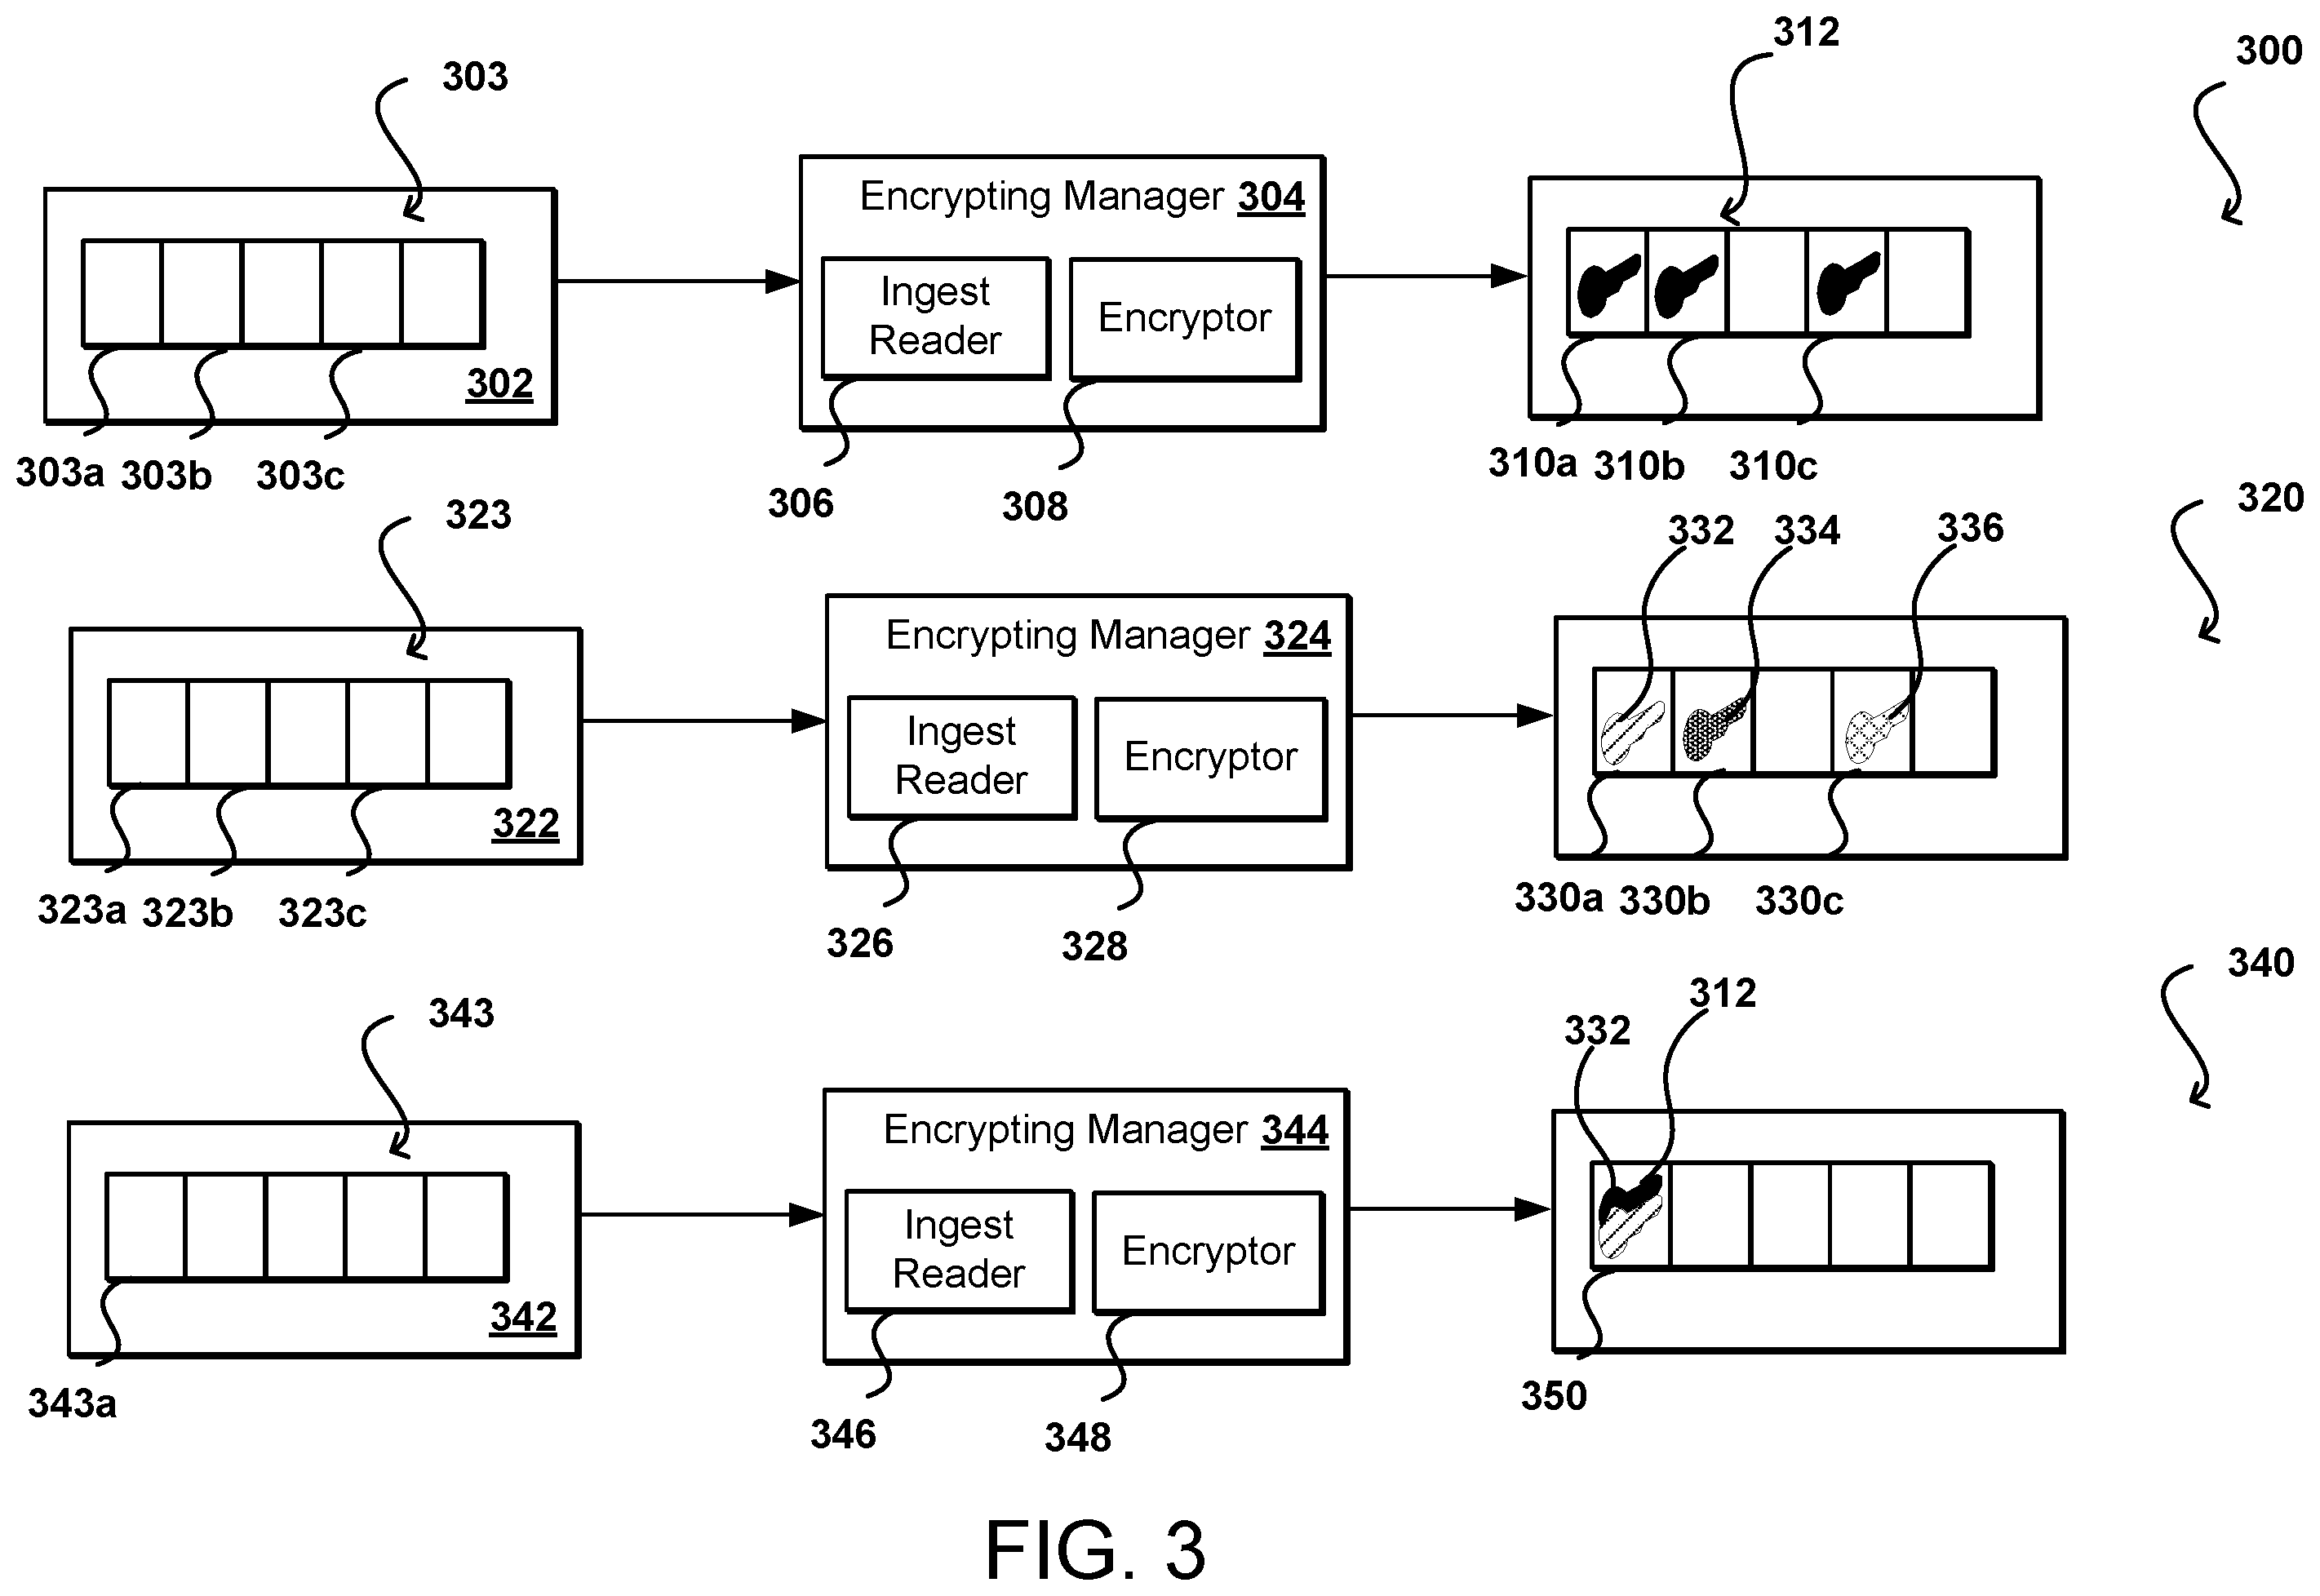 312
300
303
Encrypting Manager 304
Ingest
Reader
Encryptor
302
303a 303b 303c
306 308
310a 310b 310c
323
320
332 334 336
Encrypting Manager 324
Ingest
Reader
Encryptor
322
323a 323b 323c
326 328
330a 330b 330c
343
340
312
332
Encrypting Manager 344
Ingest
Reader
Encryptor
342
343a
346 348
350
FIG. 3